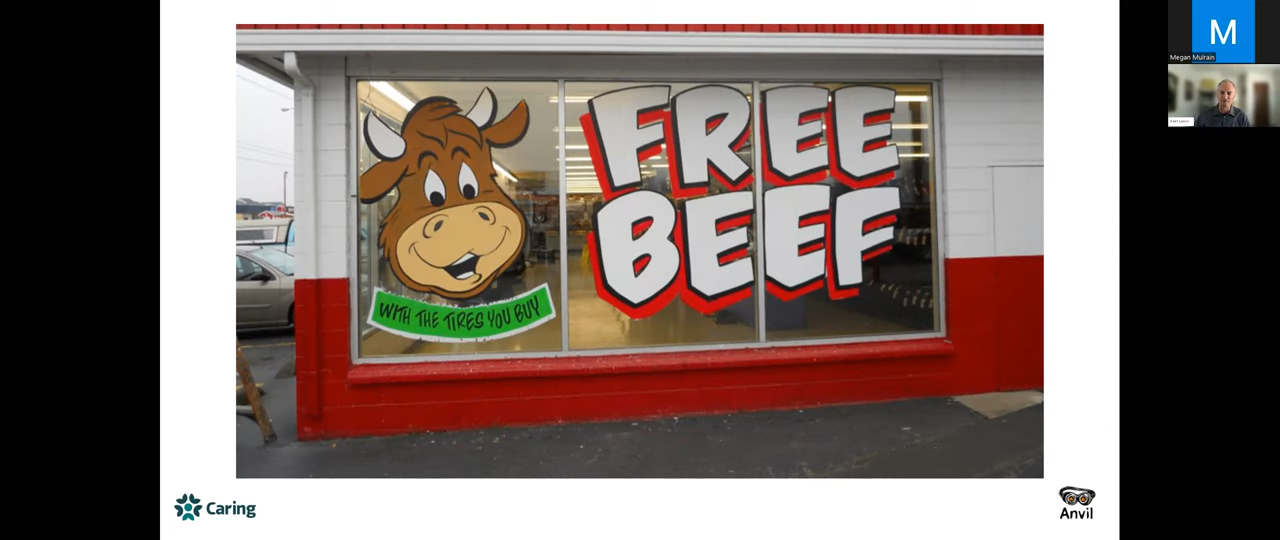 FREE
BEEF
WITH THE TIRES YOU BUY
Caring
Anvil
M
Megan Mulrain